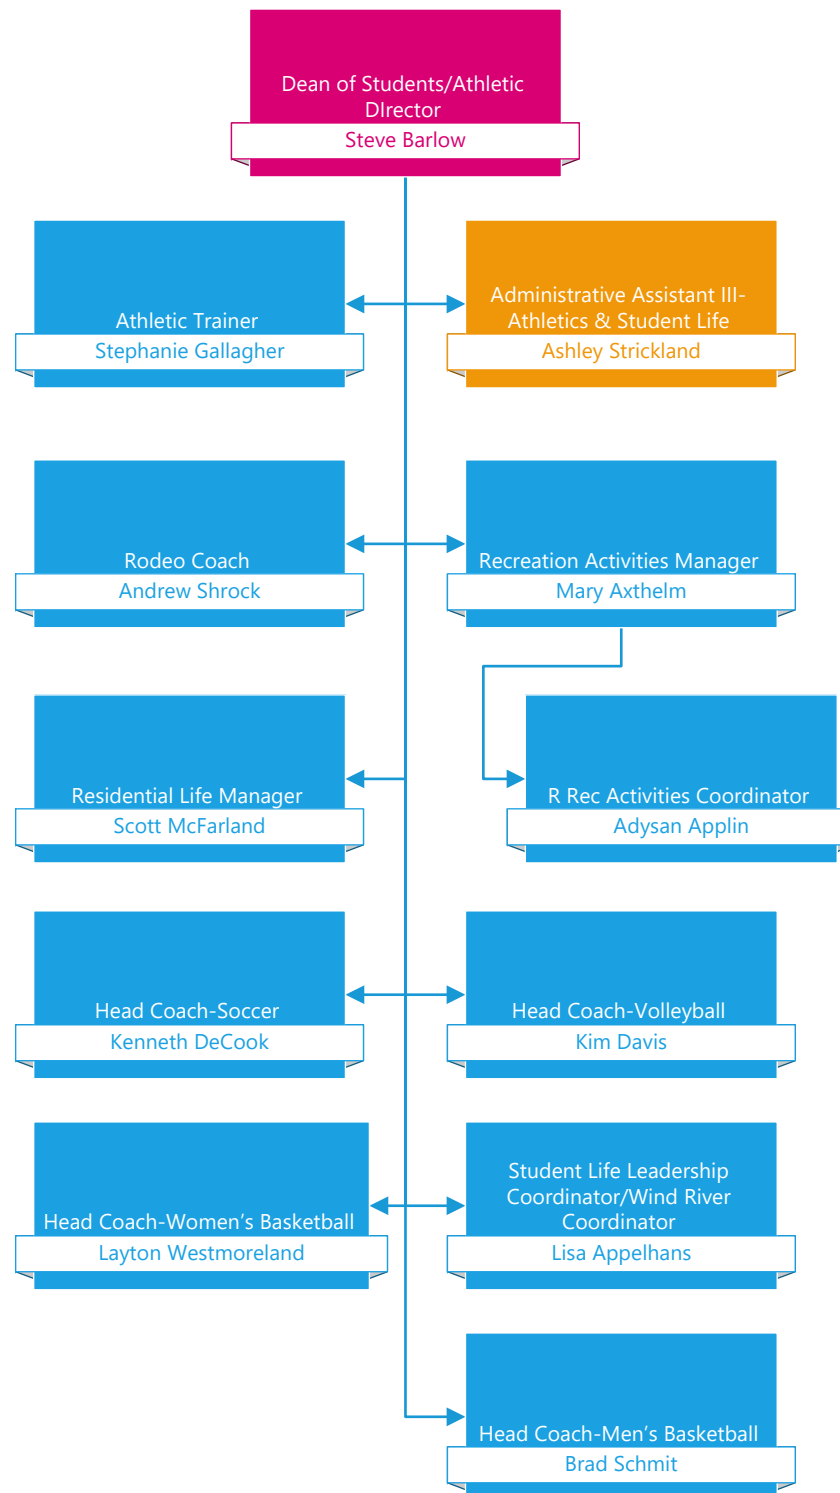 Dean of Students/Athletic
DIrector
Steve Barlow
Athletic Trainer
Stephanie Gallagher
Administrative Assistant III-
Athletics & Student Life
Ashley Strickland
Rodeo Coach
Andrew Shrock
Recreation Activities Manager
Mary Axthelm
Residential Life Manager
Scott McFarland
R Rec Activities Coordinator
Adysan Applin
Head Coach-Soccer
Kenneth DeCook
Head Coach-Volleyball
Kim Davis
Head Coach-Women’s Basketball
Layton Westmoreland
Student Life Leadership
Coordinator/Wind River
Coordinator
Lisa Appelhans
Head Coach-Men’s Basketball
Brad Schmit